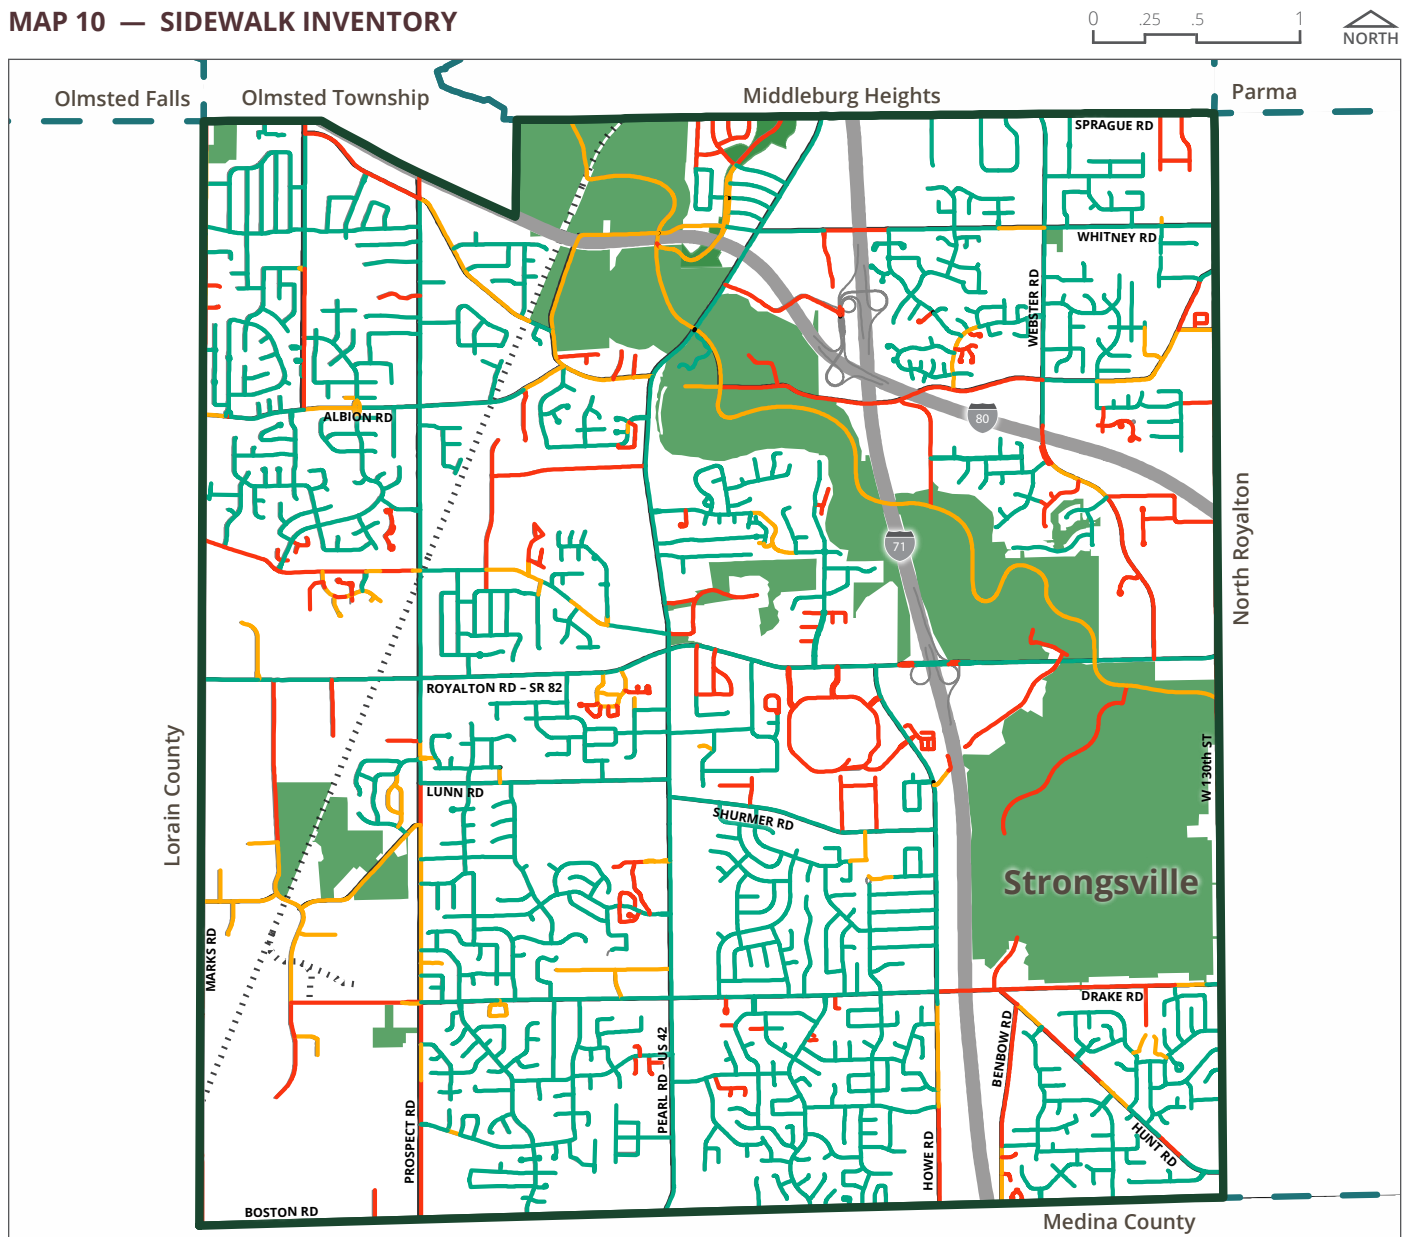 MAP 10 — SIDEWALK INVENTORY
0 .25 .5 1
NORTH
Olmsted Falls
Olmsted Township
Middleburg Heights
Parma
SPRAGUE RD
WHITNEY RD
WEBSTER RD
ALBION RD
80
71
North Royalton
ROYALTON RD – SR 82
Lorain County
W 130th ST
LUNN RD
SHURMER RD
Strongsville
MARKS RD
DRAKE RD
BENBOW RD
PEARL RD – US 42
PROSPECT RD
HOWE RD
HUNT RD
BOSTON RD
Medina County